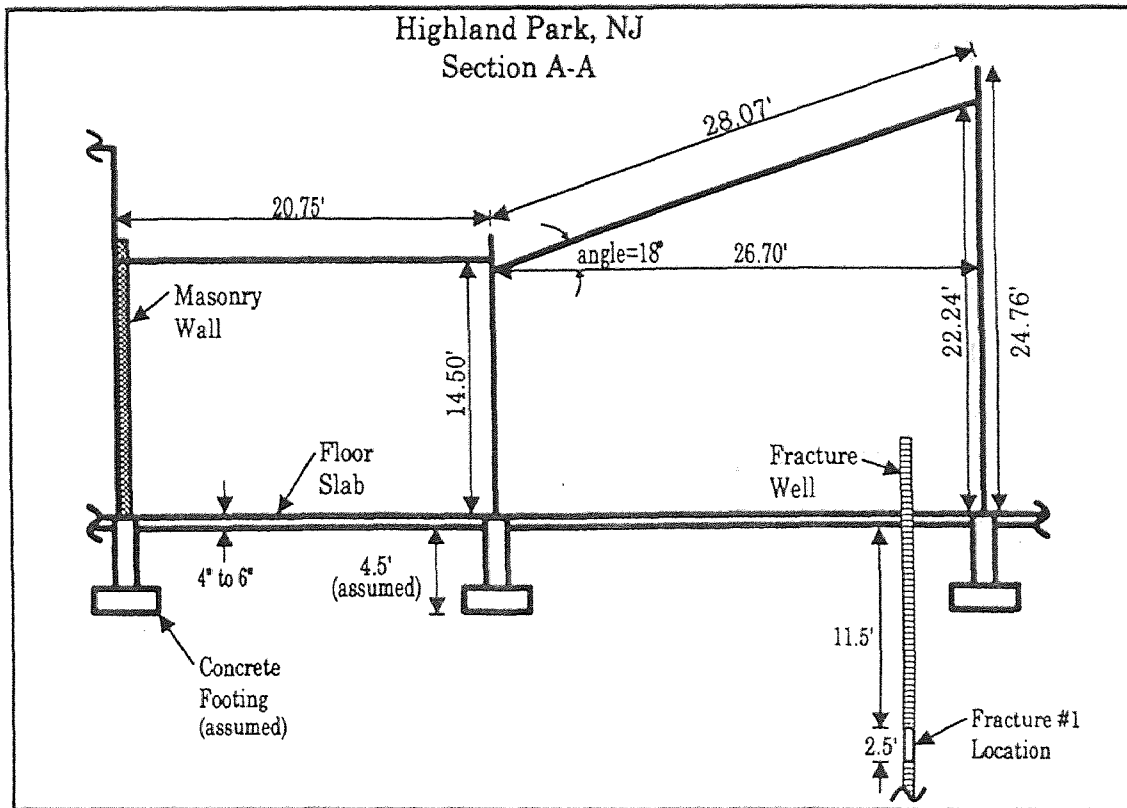 Highland Park, NJ
Section A-A
28.07'
20.75'
angle=18°
26.70'
Masonry
Wall
14.50'
22.24'
24.76'
Floor
Slab
Fracture
Well
4" to 6"
4.5'
(assumed)
11.5'
Concrete
Footing
(assumed)
2.5'
Fracture #1
Location